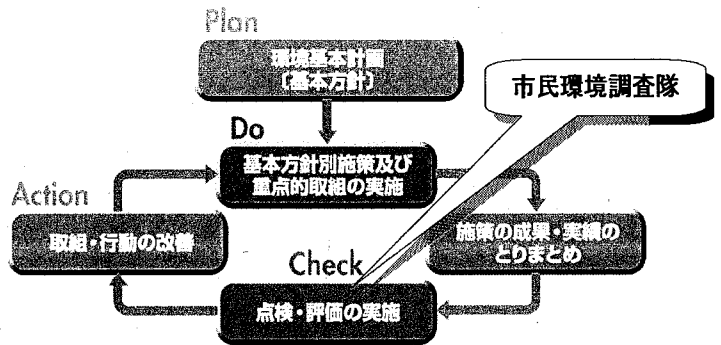 Plan
環境基本計画
〔基本方針〕
市民環境調査隊
Do
基本方針別施策及び
重点的取組の実施
Action
取組・行動の改善
施策の成果・実績の
とりまとめ
Check
点検・評価の実施